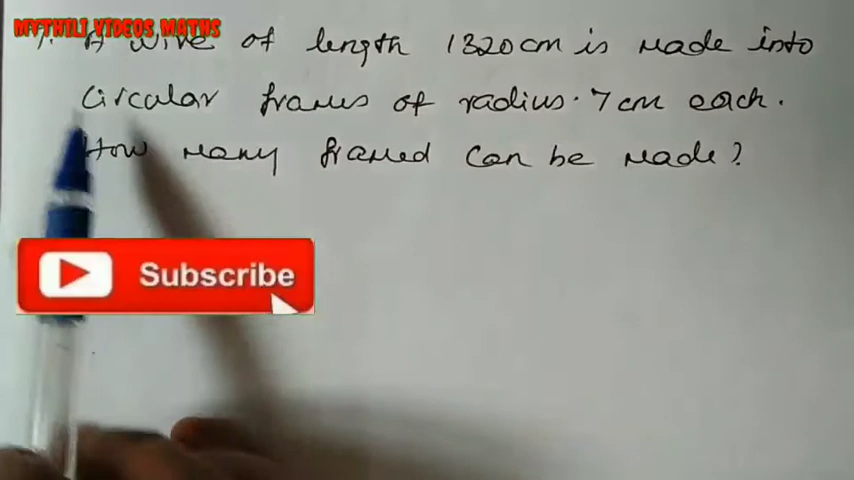 MYTHILI VIDEOS MATHS
1. A wire of length 1320cm is made into
Circular frames of radius. 7cm each.
How many framed can be made?
Subscribe